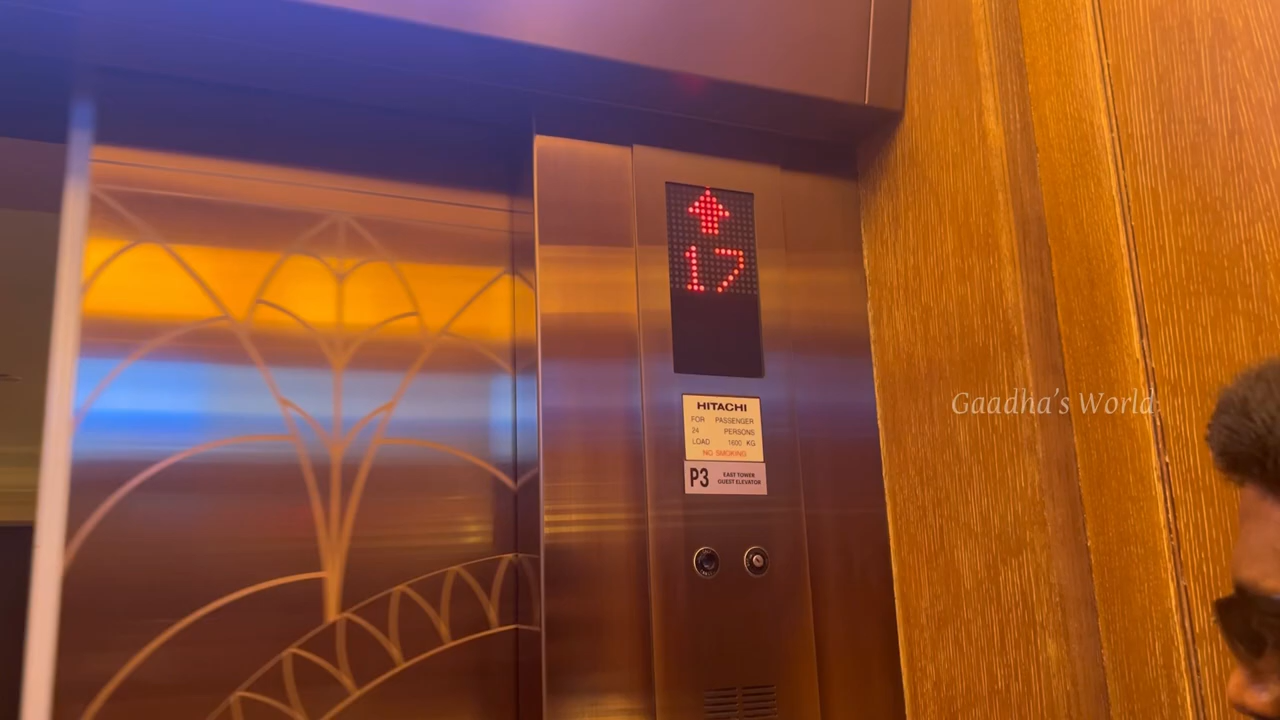 17
HITACHI
FOR PASSENGER
24 PERSONS
LOAD 1600 KG
NO SMOKING
P3 EAST TOWER
GUEST ELEVATOR
Gaadha's World